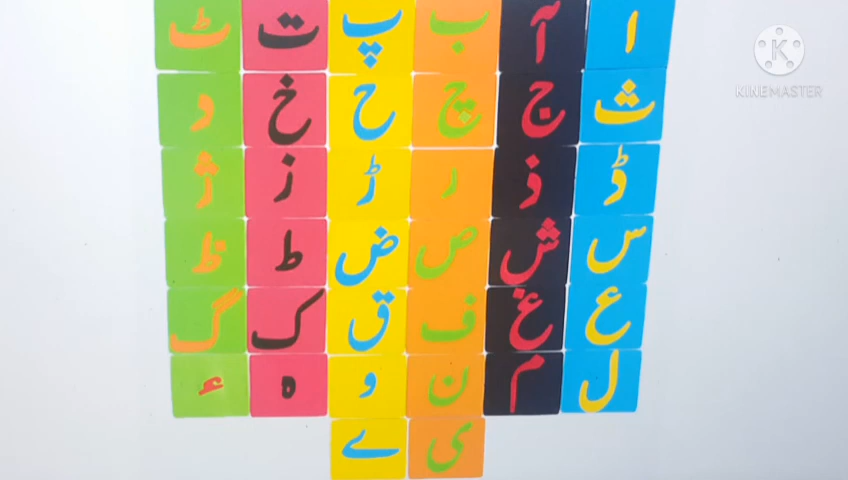 ا آ ب پ ت ٹ
ث ج چ ح خ د
ڈ ذ ر ڑ ز ژ
س ش ص ض ط ظ
ع غ ف ق ک گ
ل م ن و ہ ء
ی ے
K
KINEMASTER